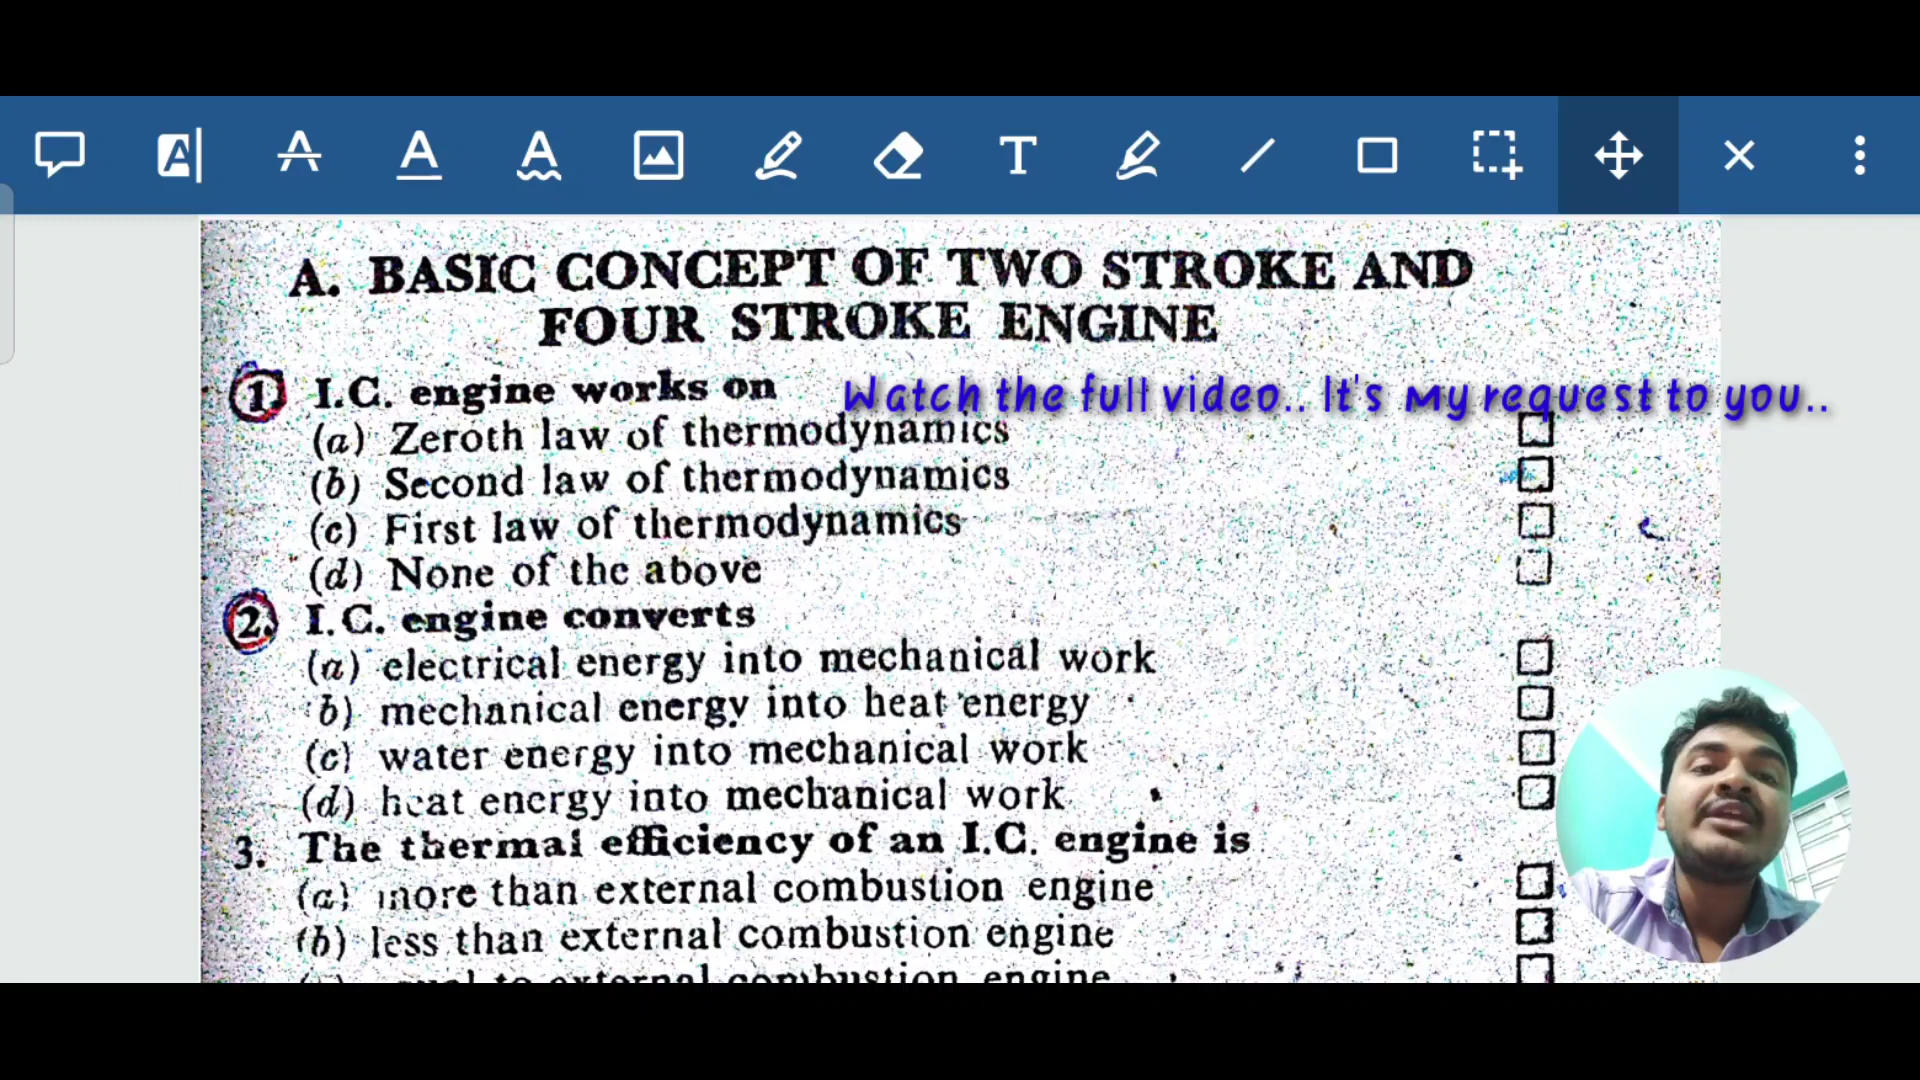 A. BASIC CONCEPT OF TWO STROKE AND
FOUR STROKE ENGINE
1. I.C. engine works on
Watch the full video.. It's My request to you..
(a) Zeroth law of thermodynamics
(b) Second law of thermodynamics
(c) First law of thermodynamics
(d) None of the above
2. I.C. engine converts
(a) electrical energy into mechanical work
b) mechanical energy into heat energy
(c) water energy into mechanical work
(d) heat energy into mechanical work
3. The thermal efficiency of an I.C. engine is
(a) more than external combustion engine
(b) less than external combustion engine
to external combustion engine